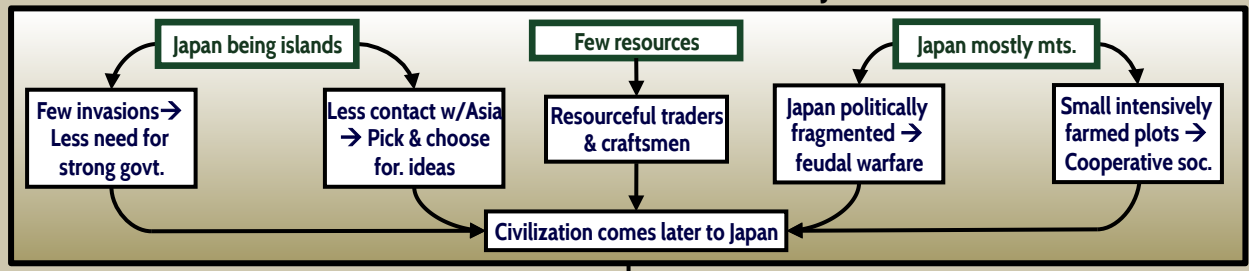 Japan being islands
Few resources
Japan mostly mts.
Few invasions→
Less need for
strong govt.
Less contact w/Asia
→ Pick & choose
for. ideas
Resourceful traders
& craftsmen
Japan politically
fragmented →
feudal warfare
Small intensively
farmed plots →
Cooperative soc.
Civilization comes later to Japan